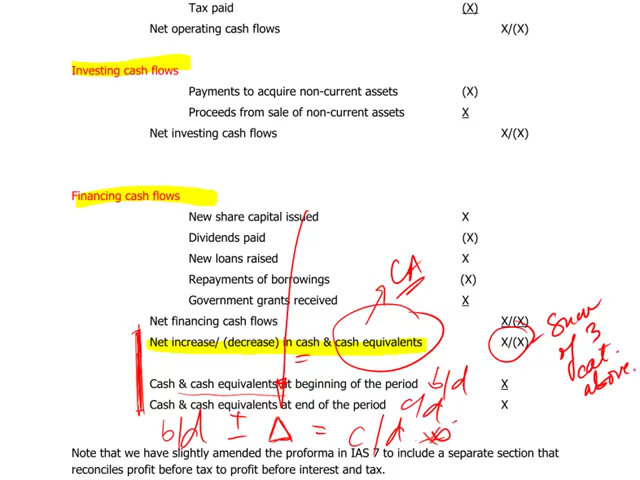 Tax paid (X)
Net operating cash flows X/(X)
Investing cash flows
Payments to acquire non-current assets (X)
Proceeds from sale of non-current assets X
Net investing cash flows X/(X)
Financing cash flows
New share capital issued X
Dividends paid (X)
New loans raised X
Repayments of borrowings (X)
Government grants received X
CA
Net financing cash flows X/(X)
Net increase/ (decrease) in cash & cash equivalents X/(X)
Sum
of 3
cat.
above.
=
Cash & cash equivalents at beginning of the period b/d X
Cash & cash equivalents at end of the period c/d X
b/d ± Δ = c/d
Note that we have slightly amended the proforma in IAS 7 to include a separate section that
reconciles profit before tax to profit before interest and tax.